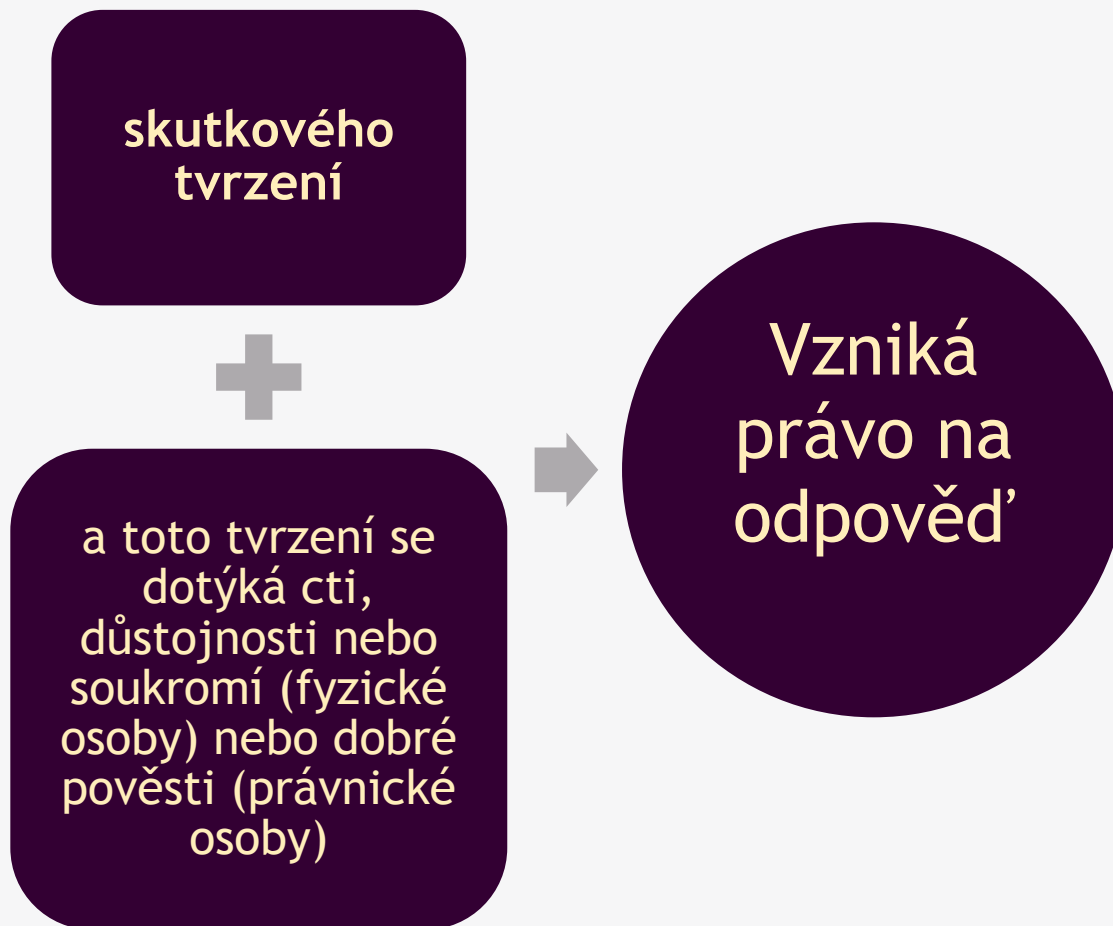 skutkového
tvrzení
a toto tvrzení se
dotýká cti,
důstojnosti nebo
soukromí (fyzické
osoby) nebo dobré
pověsti (právnické
osoby)
Vzniká
právo na
odpověď